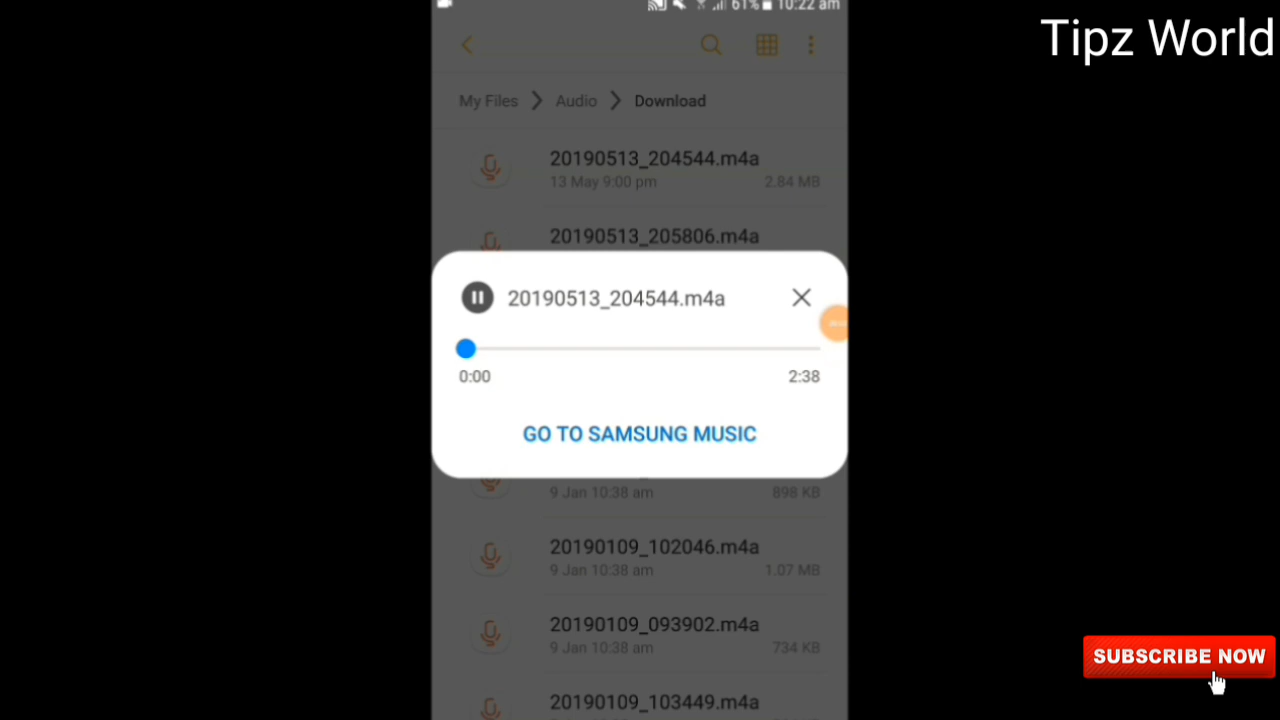 61% 10:22 am
Tipz World
My Files > Audio > Download
20190513_204544.m4a
13 May 9:00 pm 2.84 MB
20190513_205806.m4a
20190513_204544.m4a
0:00 2:38
GO TO SAMSUNG MUSIC
9 Jan 10:38 am 898 KB
20190109_102046.m4a
9 Jan 10:38 am 1.07 MB
20190109_093902.m4a
9 Jan 10:38 am 734 KB
20190109_103449.m4a
SUBSCRIBE NOW